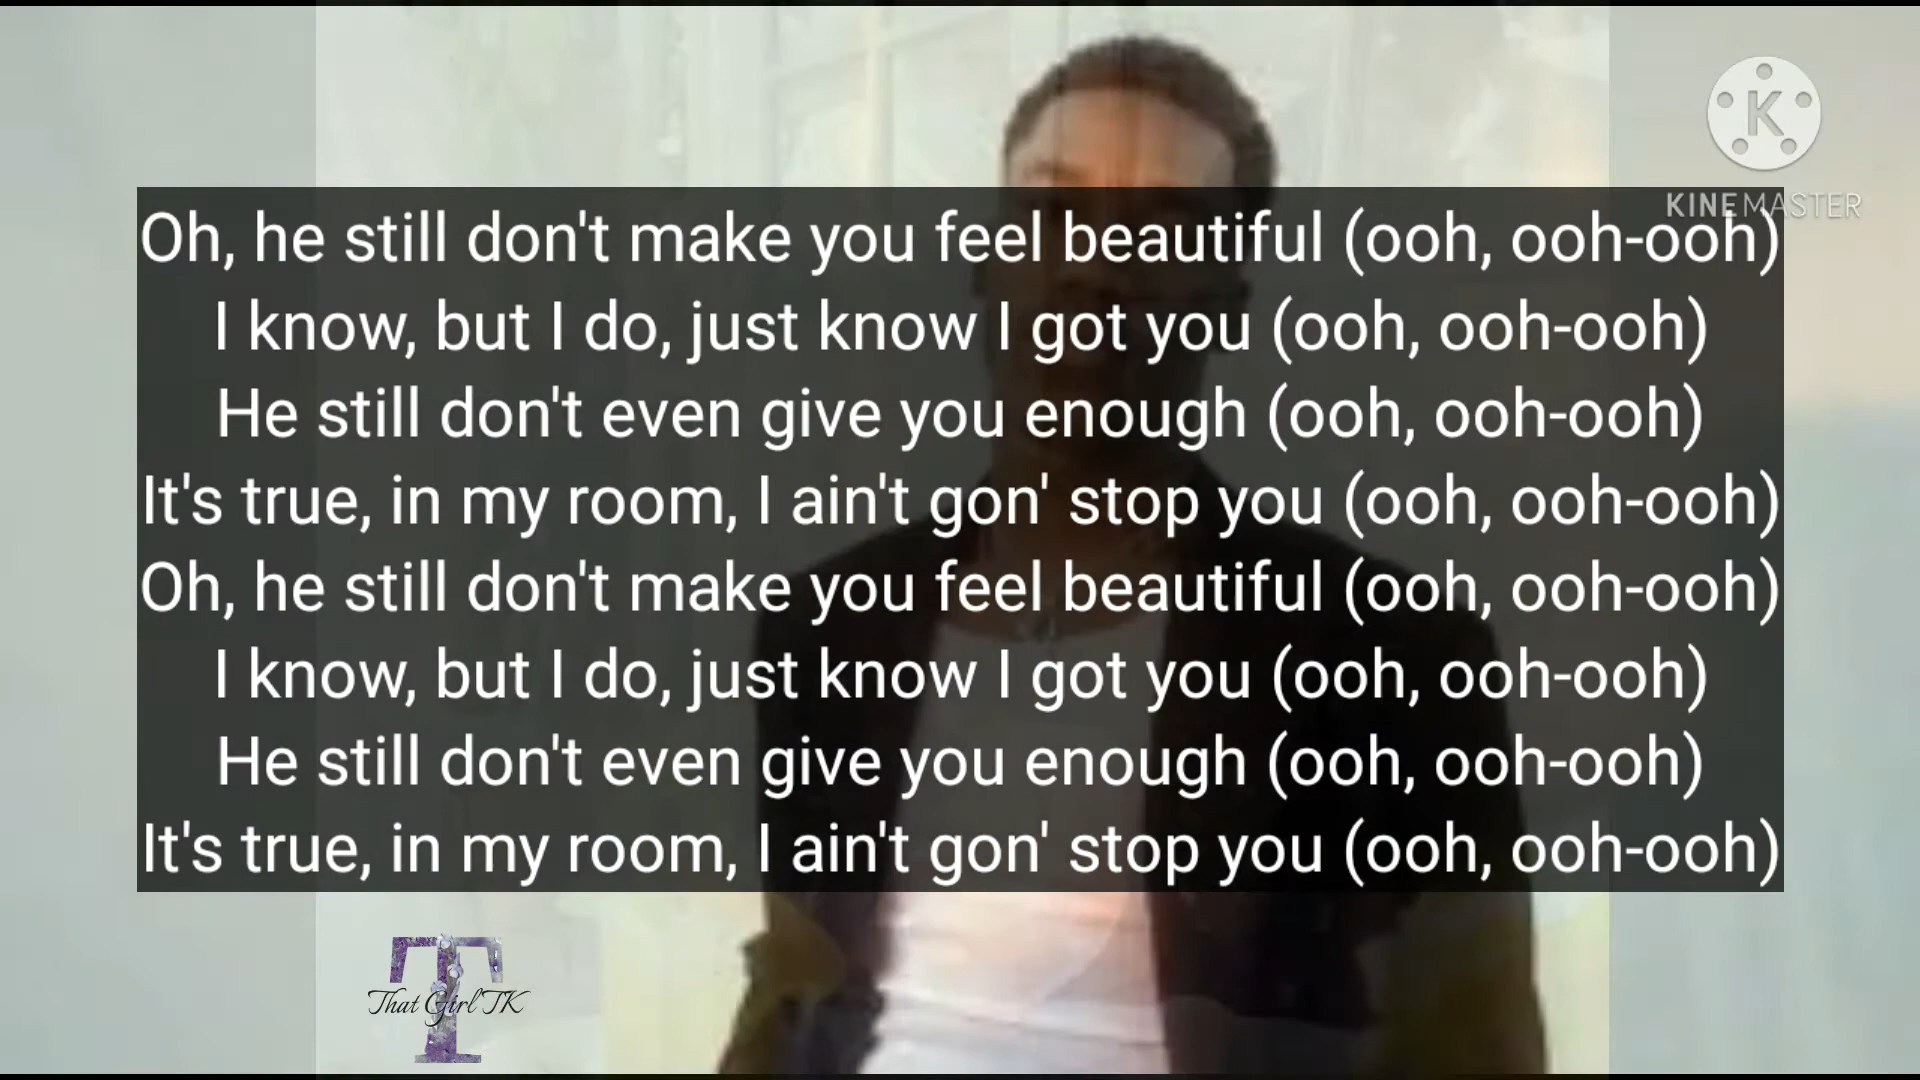 K
KINEMASTER
Oh, he still don't make you feel beautiful (ooh, ooh-ooh)
I know, but I do, just know I got you (ooh, ooh-ooh)
He still don't even give you enough (ooh, ooh-ooh)
It's true, in my room, I ain't gon' stop you (ooh, ooh-ooh)
Oh, he still don't make you feel beautiful (ooh, ooh-ooh)
I know, but I do, just know I got you (ooh, ooh-ooh)
He still don't even give you enough (ooh, ooh-ooh)
It's true, in my room, I ain't gon' stop you (ooh, ooh-ooh)
T
That Girl TK